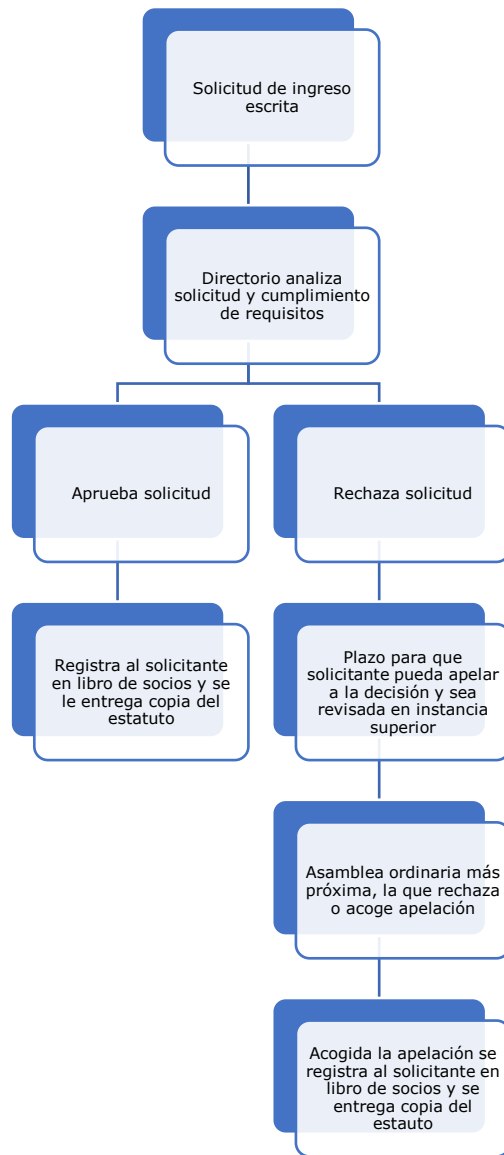 Solicitud de ingreso
escrita
Directorio analiza
solicitud y cumplimiento
de requisitos
Aprueba solicitud
Rechaza solicitud
Registra al solicitante
en libro de socios y se
le entrega copia del
estatuto
Plazo para que
solicitante pueda apelar
a la decisión y sea
revisada en instancia
superior
Asamblea ordinaria más
próxima, la que rechaza
o acoge apelación
Acogida la apelación se
registra al solicitante en
libro de socios y se
entrega copia del
estauto